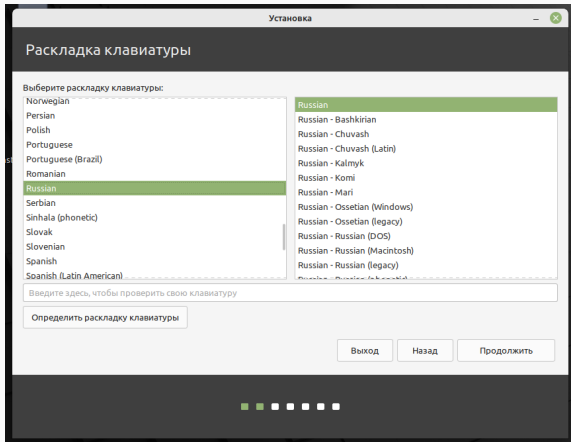 Установка
Раскладка клавиатуры
Выберите раскладку клавиатуры:
Norwegian
Persian
Polish
Portuguese
Portuguese (Brazil)
Romanian
Russian
Serbian
Sinhala (phonetic)
Slovak
Slovenian
Spanish
Spanish (Latin American)
Russian
Russian - Bashkirian
Russian - Chuvash
Russian - Chuvash (Latin)
Russian - Kalmyk
Russian - Komi
Russian - Mari
Russian - Ossetian (Windows)
Russian - Ossetian (legacy)
Russian - Russian (DOS)
Russian - Russian (Macintosh)
Russian - Russian (legacy)
Russian - Russian (phonetic)
Введите здесь, чтобы проверить свою клавиатуру
Определить раскладку клавиатуры
Выход
Назад
Продолжить